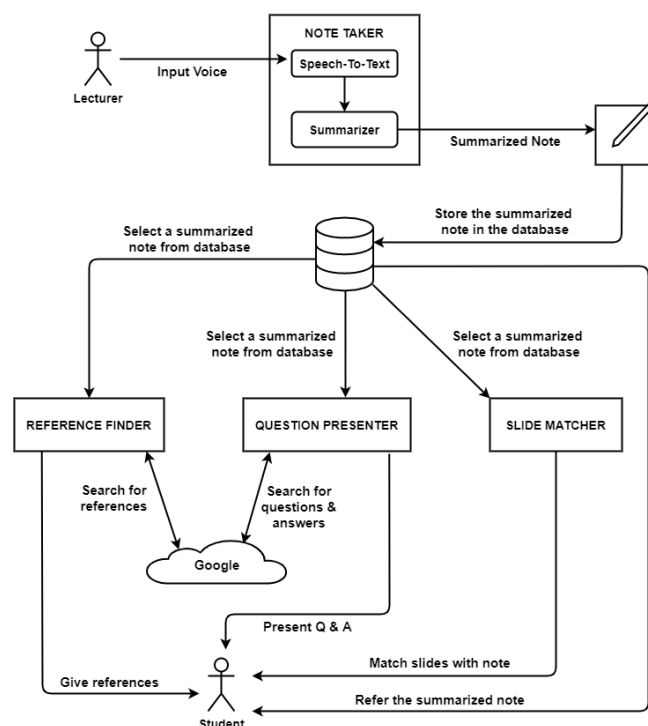 NOTE TAKER
Speech-To-Text
Input Voice
Lecturer
Summarizer
Summarized Note
Store the summarized
note in the database
Select a summarized
note from database
Select a summarized
note from database
Select a summarized
note from database
REFERENCE FINDER
QUESTION PRESENTER
SLIDE MATCHER
Search for
references
Search for
questions &
answers
Google
Present Q & A
Match slides with note
Give references
Refer the summarized note
Student